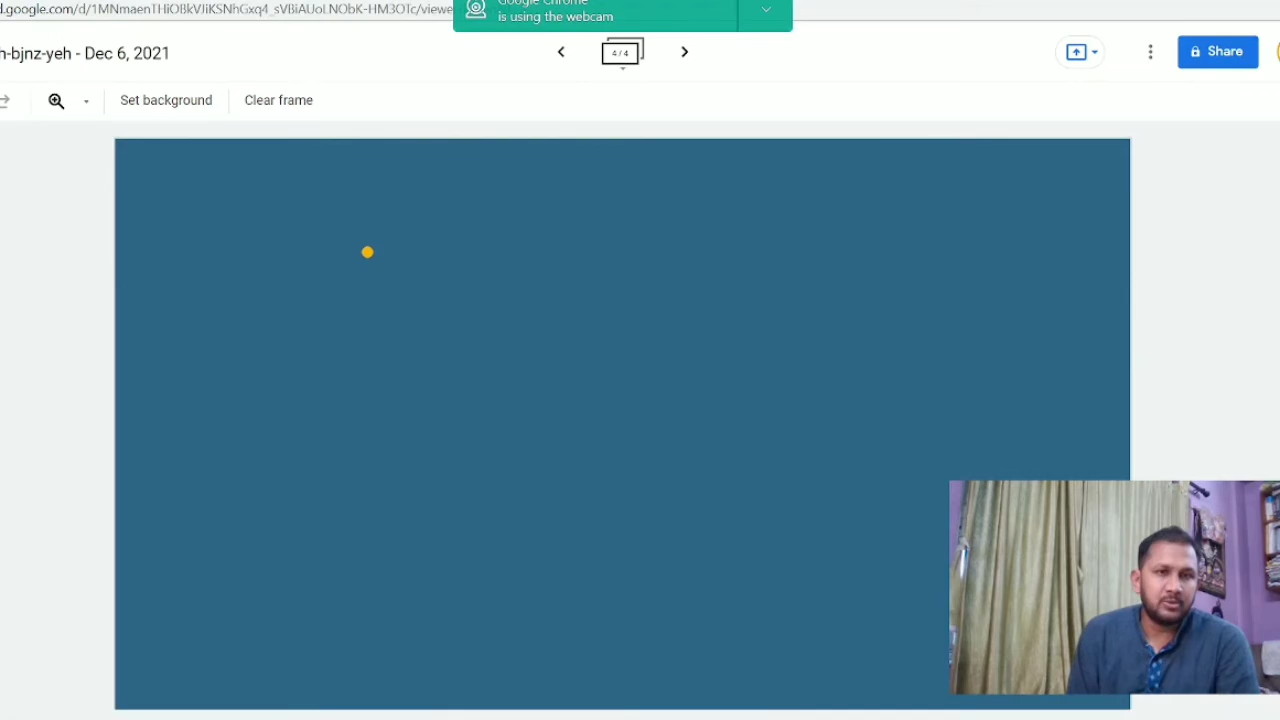 d.google.com/d/1MNmaenTHiOBkVJiKSNhGxq4_sVBiAUoLNObK-HM3OTc/viewe
Google Chrome
is using the webcam
h-bjnz-yeh - Dec 6, 2021
4 / 4
Share
Set background
Clear frame